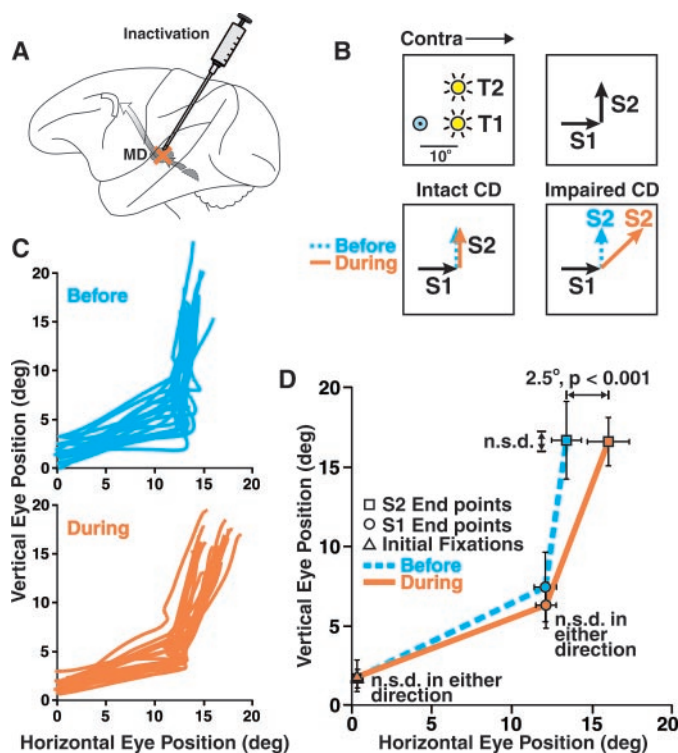 A
Inactivation
MD
B
Contra
T2
T1
10°
S2
S1
Intact CD
Impaired CD
Before
During
S2
S1
S2
S2
S1
C
Before
20
15
10
5
0
0 5 10 15 20
Vertical Eye Position (deg)
During
20
15
10
5
0
0 5 10 15 20
Horizontal Eye Position (deg)
D
2.5°, p < 0.001
n.s.d.
S2 End points
S1 End points
Initial Fixations
Before
During
n.s.d. in
either
direction
n.s.d. in either
direction
Vertical Eye Position (deg)
20
15
10
5
0
0 5 10 15 20
Horizontal Eye Position (deg)